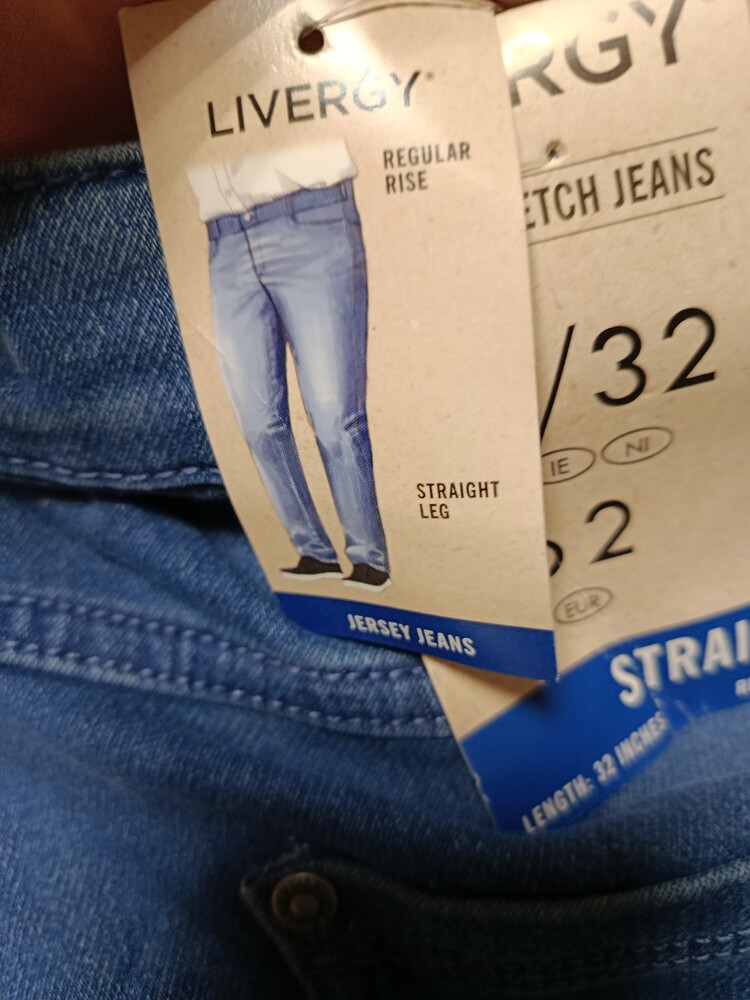 LIVERGY
REGULAR
RISE
STRAIGHT
LEG
JERSEY JEANS
RGY
ETCH JEANS
/32
IE NI
2
EUR
STRAI
LENGTH: 32 INCHES